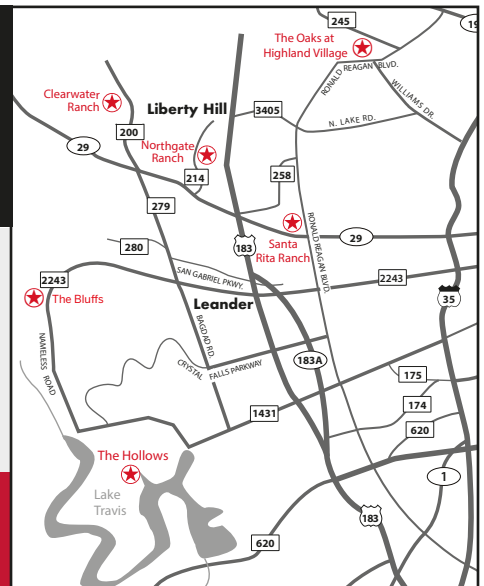 245
19
The Oaks at
Highland Village
RONALD REAGAN BLVD.
WILLIAMS DR.
Clearwater
Ranch
Liberty Hill
3405
N. LAKE RD.
200
29
Northgate
Ranch
214
258
279
280
183
Santa
Rita Ranch
RONALD REAGAN BLVD.
29
2243
SAN GABRIEL PKWY.
2243
The Bluffs
Leander
35
NAMELESS ROAD
BAGDAD RD.
CRYSTAL FALLS PARKWAY
183A
175
174
1431
620
The Hollows
1
Lake
Travis
183
620